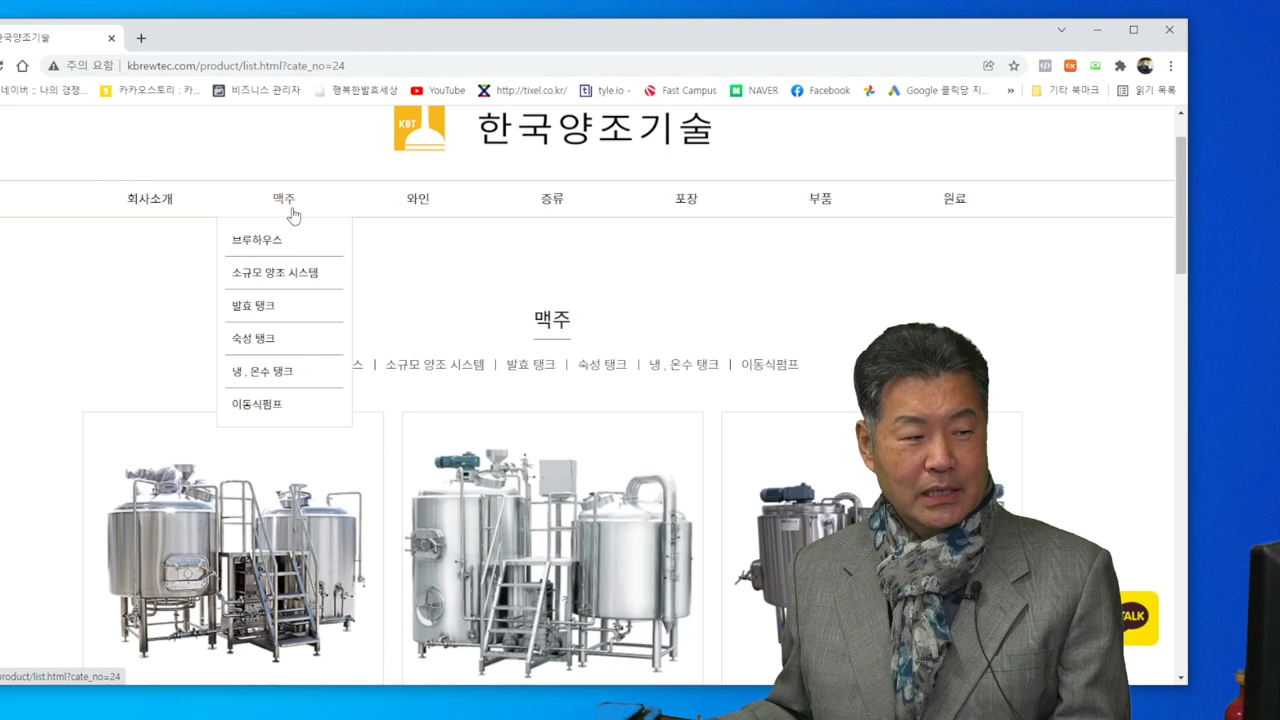 한국양조기술
주의 요함 kbrewtec.com/product/list.html?cate_no=24
네이버 :: 나의 경쟁... 카카오스토리 : 카... 비즈니스 관리자 행복한발효세상 YouTube http://tixel.co.kr/ tyle.io - Fast Campus NAVER Facebook Google 클릭당 지... » 기타 북마크 읽기 목록
KBT 한국양조기술
회사소개 맥주 와인 증류 포장 부품 원료
브루하우스
소규모 양조 시스템
발효 탱크
숙성 탱크
냉 , 온수 탱크
이동식펌프
맥주
스 | 소규모 양조 시스템 | 발효 탱크 | 숙성 탱크 | 냉 , 온수 탱크 | 이동식펌프
TALK
product/list.html?cate_no=24